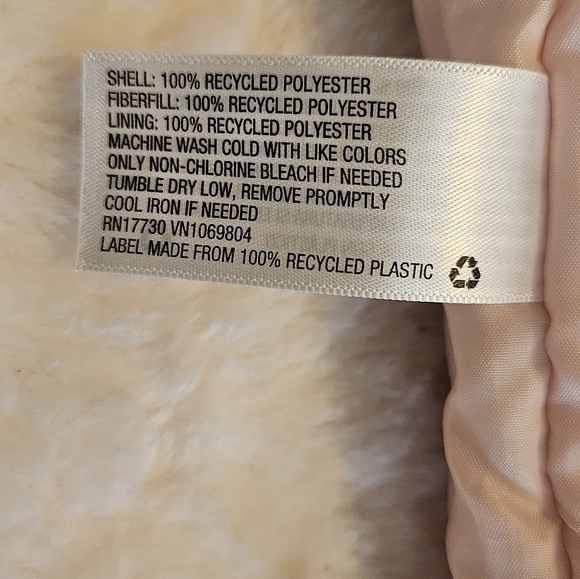 SHELL: 100% RECYCLED POLYESTER
FIBERFILL: 100% RECYCLED POLYESTER
LINING: 100% RECYCLED POLYESTER
MACHINE WASH COLD WITH LIKE COLORS
ONLY NON-CHLORINE BLEACH IF NEEDED
TUMBLE DRY LOW, REMOVE PROMPTLY
COOL IRON IF NEEDED
RN17730 VN1069804
LABEL MADE FROM 100% RECYCLED PLASTIC